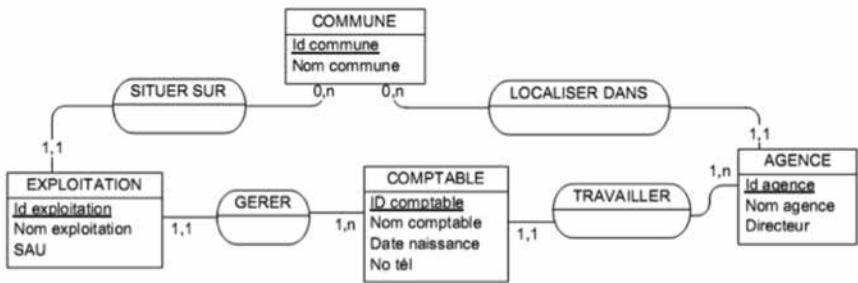 COMMUNE
Id commune
Nom commune
SITUER SUR
0,n
0,n
LOCALISER DANS
1,1
1,1
EXPLOITATION
Id exploitation
Nom exploitation
SAU
1,1
GERER
1,n
COMPTABLE
ID comptable
Nom comptable
Date naissance
No tél
1,1
TRAVAILLER
1,n
AGENCE
Id agence
Nom agence
Directeur